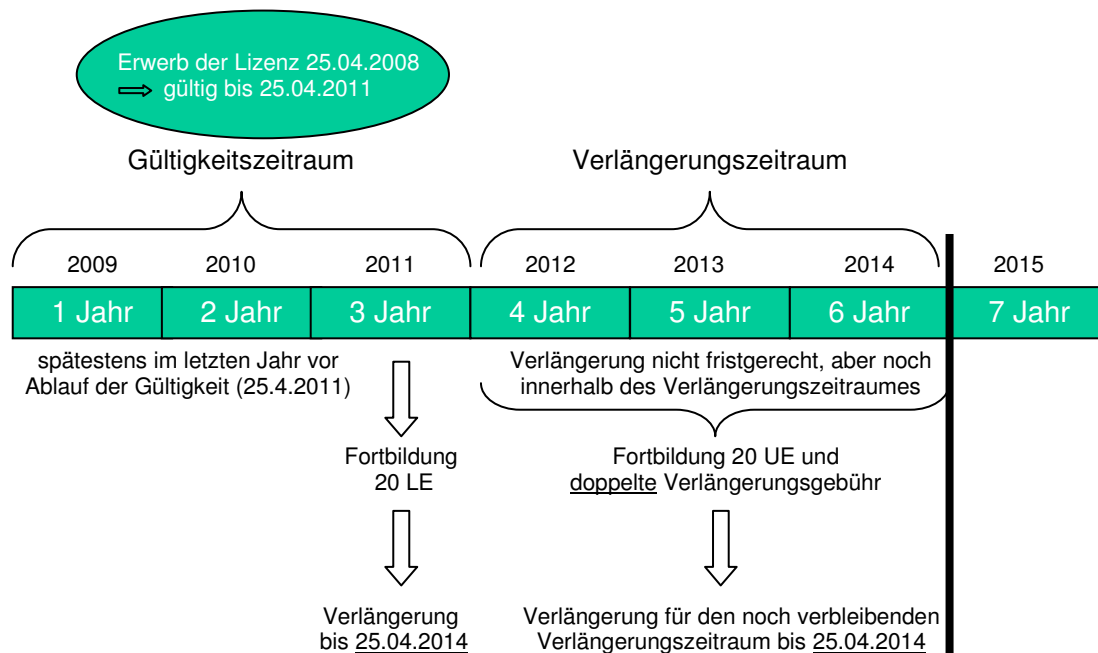 Erwerb der Lizenz 25.04.2008
gültig bis 25.04.2011
Gültigkeitszeitraum
Verlängerungszeitraum
2009 2010 2011 2012 2013 2014 2015
1 Jahr 2 Jahr 3 Jahr 4 Jahr 5 Jahr 6 Jahr 7 Jahr
spätestens im letzten Jahr vor
Ablauf der Gültigkeit (25.4.2011)
Verlängerung nicht fristgerecht, aber noch
innerhalb des Verlängerungszeitraumes
Fortbildung
20 LE
Fortbildung 20 UE und
doppelte Verlängerungsgebühr
Verlängerung
bis 25.04.2014
Verlängerung für den noch verbleibenden
Verlängerungszeitraum bis 25.04.2014